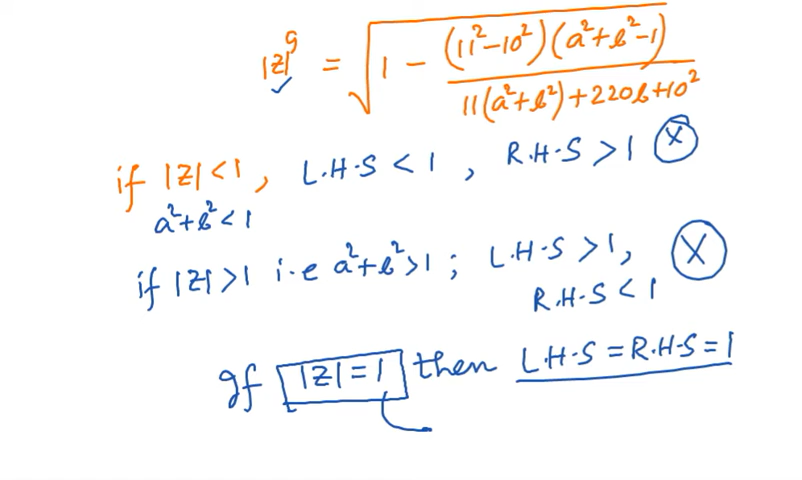 |z|⁹ = √(1 − (11²−10²)(a²+b²−1) / (11(a²+b²)+220b+10²))
if |z|<1, L.H.S < 1, R.H.S > 1 ⓧ
a²+b² < 1
if |z|>1 i.e a²+b²>1 ; L.H.S >1, ⓧ
R.H.S < 1
If |z|=1 then L.H.S = R.H.S = 1